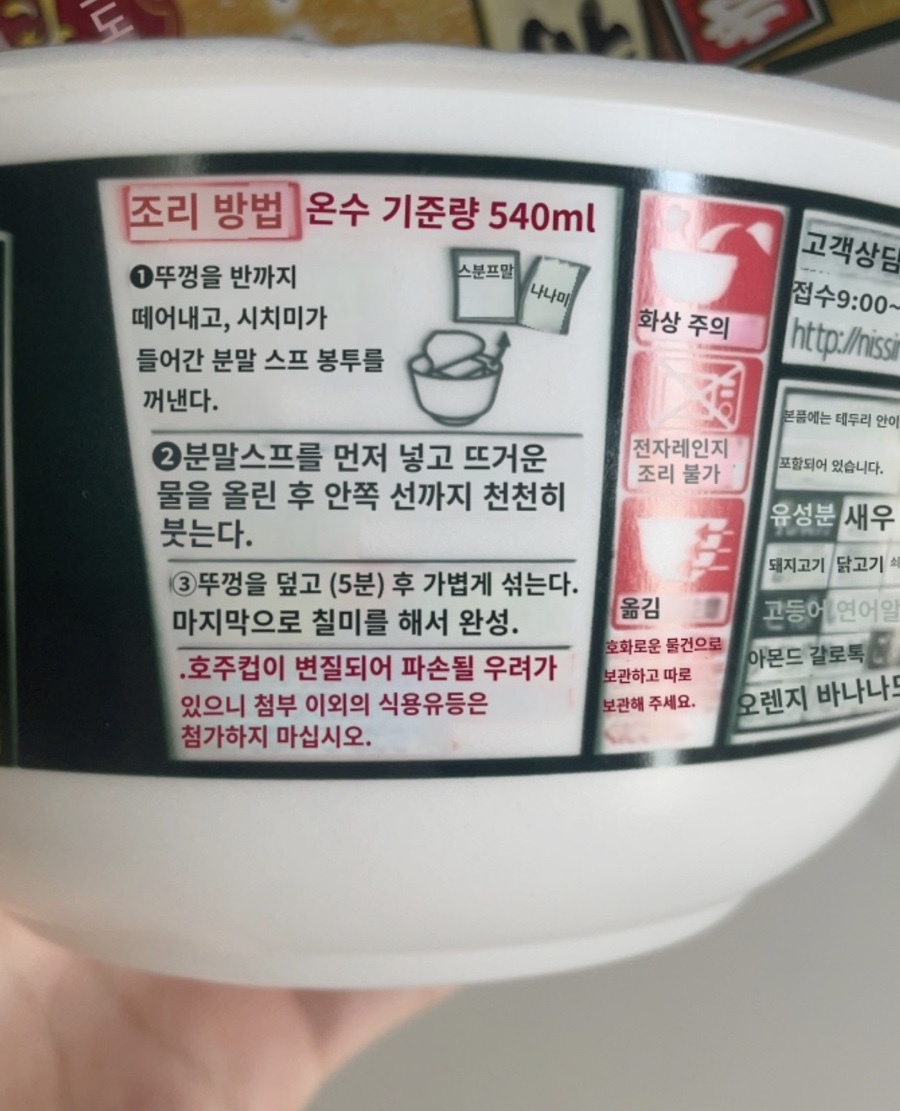 조리 방법 온수 기준량 540ml
❶뚜껑을 반까지
떼어내고, 시치미가
들어간 분말 스프 봉투를
꺼낸다.
스분프말
나나미
❷분말스프를 먼저 넣고 뜨거운
물을 올린 후 안쪽 선까지 천천히
붓는다.
③뚜껑을 덮고 (5분) 후 가볍게 섞는다.
마지막으로 칠미를 해서 완성.
.호주컵이 변질되어 파손될 우려가
있으니 첨부 이외의 식용유등은
첨가하지 마십시오.
화상 주의
전자레인지
조리 불가
옮김
호화로운 물건으로
보관하고 따로
보관해 주세요.
고객상담
접수9:00~
http://nissin
본품에는 테두리 안이
포함되어 있습니다.
유성분 새우
돼지고기 닭고기
고등어 연어알
아몬드 갈로톡
오렌지 바나나
도